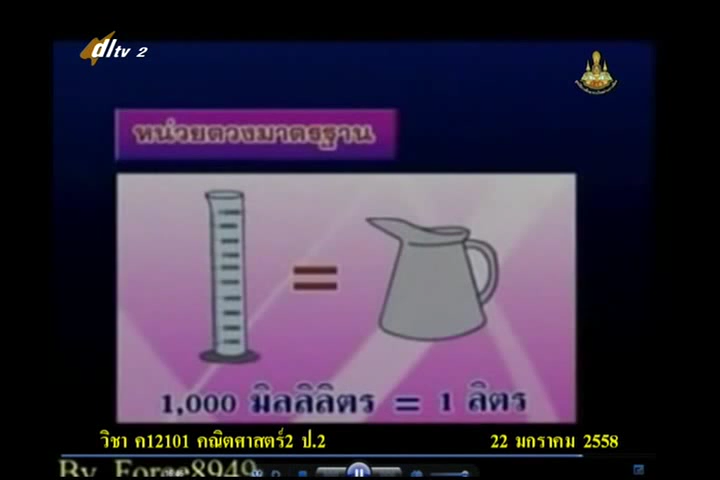 dltv 2
หน่วยตวงมาตรฐาน
=
1,000 มิลลิลิตร = 1 ลิตร
วิชา ค12101 คณิตศาสตร์2 ป.2 22 มกราคม 2558
By Force8949